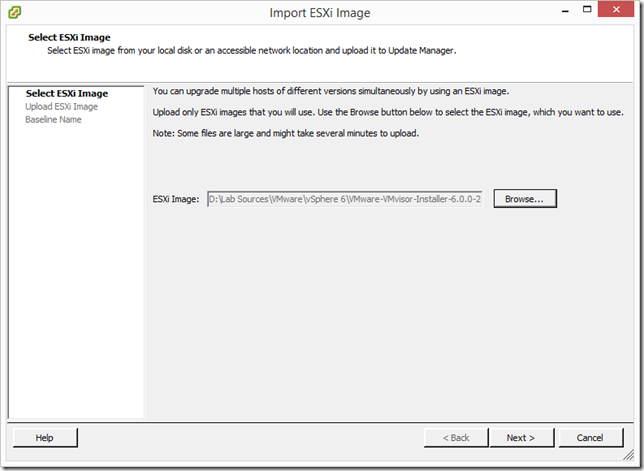 Import ESXi Image
Select ESXi Image
Select ESXi image from your local disk or an accessible network location and upload it to Update Manager.
Select ESXi Image
Upload ESXi Image
Baseline Name
You can upgrade multiple hosts of different versions simultaneously by using an ESXi image.
Upload only ESXi images that you will use. Use the Browse button below to select the ESXi image, which you want to use.
Note: Some files are large and might take several minutes to upload.
ESXi Image: D:\Lab Sources\VMware\vSphere 6\VMware-VMvisor-Installer-6.0.0-2 Browse...
Help < Back Next > Cancel